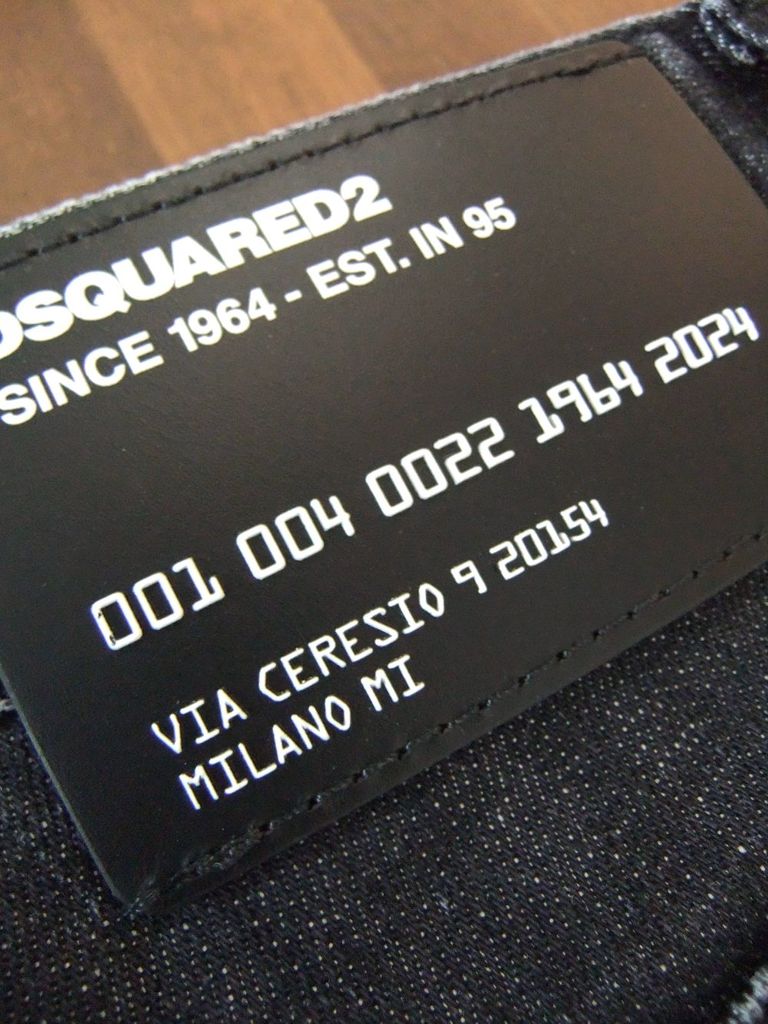 DSQUARED2
SINCE 1964 - EST. IN 95
001 004 0022 1964 2024
VIA CERESIO 9 20154
MILANO MI